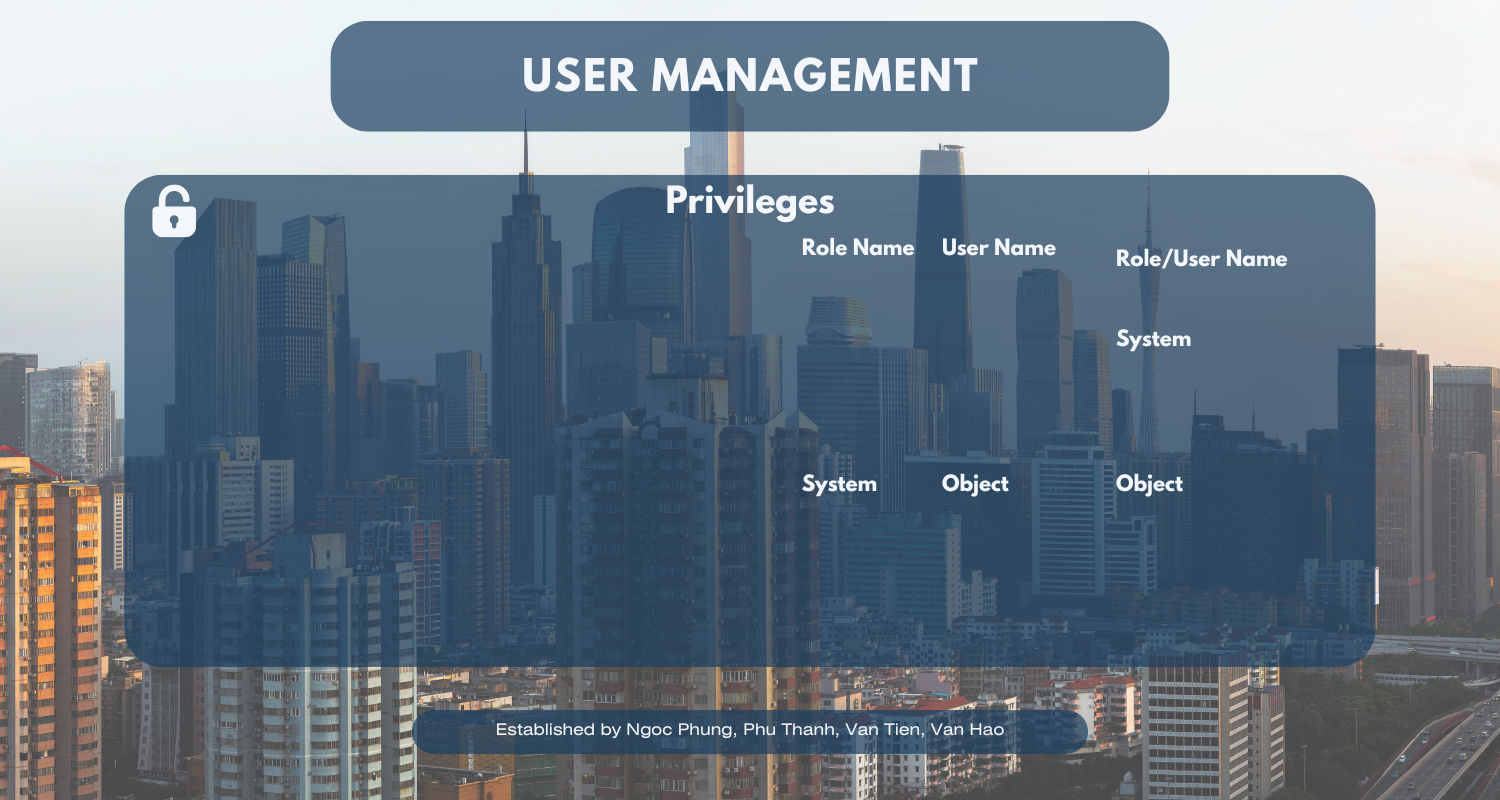 USER MANAGEMENT
Privileges
Role Name
User Name
Role/User Name
System
System
Object
Object
Established by Ngoc Phung, Phu Thanh, Van Tien, Van Hao